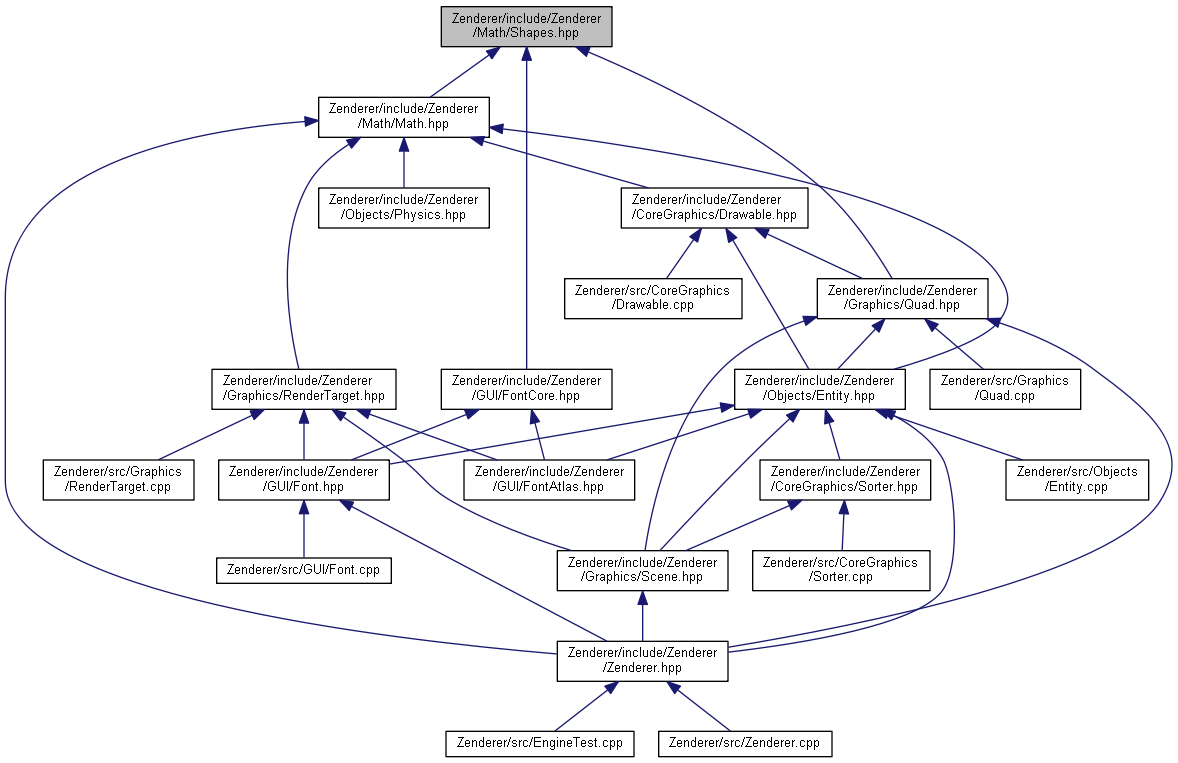 Zenderer/include/Zenderer
/Math/Shapes.hpp
Zenderer/include/Zenderer
/Math/Math.hpp
Zenderer/include/Zenderer
/Objects/Physics.hpp
Zenderer/include/Zenderer
/CoreGraphics/Drawable.hpp
Zenderer/src/CoreGraphics
/Drawable.cpp
Zenderer/include/Zenderer
/Graphics/Quad.hpp
Zenderer/include/Zenderer
/Graphics/RenderTarget.hpp
Zenderer/include/Zenderer
/GUI/FontCore.hpp
Zenderer/include/Zenderer
/Objects/Entity.hpp
Zenderer/src/Graphics
/Quad.cpp
Zenderer/src/Graphics
/RenderTarget.cpp
Zenderer/include/Zenderer
/GUI/Font.hpp
Zenderer/include/Zenderer
/GUI/FontAtlas.hpp
Zenderer/include/Zenderer
/CoreGraphics/Sorter.hpp
Zenderer/src/Objects
/Entity.cpp
Zenderer/src/GUI/Font.cpp
Zenderer/include/Zenderer
/Graphics/Scene.hpp
Zenderer/src/CoreGraphics
/Sorter.cpp
Zenderer/include/Zenderer
/Zenderer.hpp
Zenderer/src/EngineTest.cpp
Zenderer/src/Zenderer.cpp